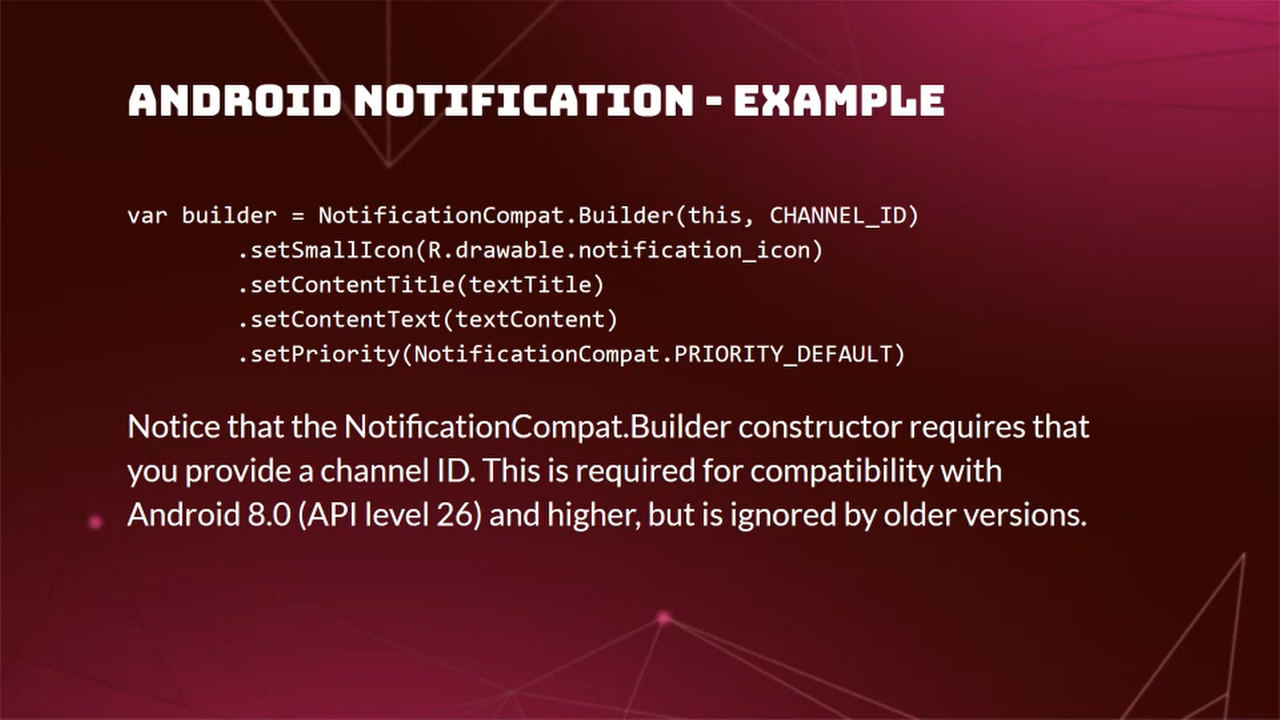 ANDROID NOTIFICATION - EXAMPLE
var builder = NotificationCompat.Builder(this, CHANNEL_ID)
.setSmallIcon(R.drawable.notification_icon)
.setContentTitle(textTitle)
.setContentText(textContent)
.setPriority(NotificationCompat.PRIORITY_DEFAULT)
Notice that the NotificationCompat.Builder constructor requires that
you provide a channel ID. This is required for compatibility with
Android 8.0 (API level 26) and higher, but is ignored by older versions.